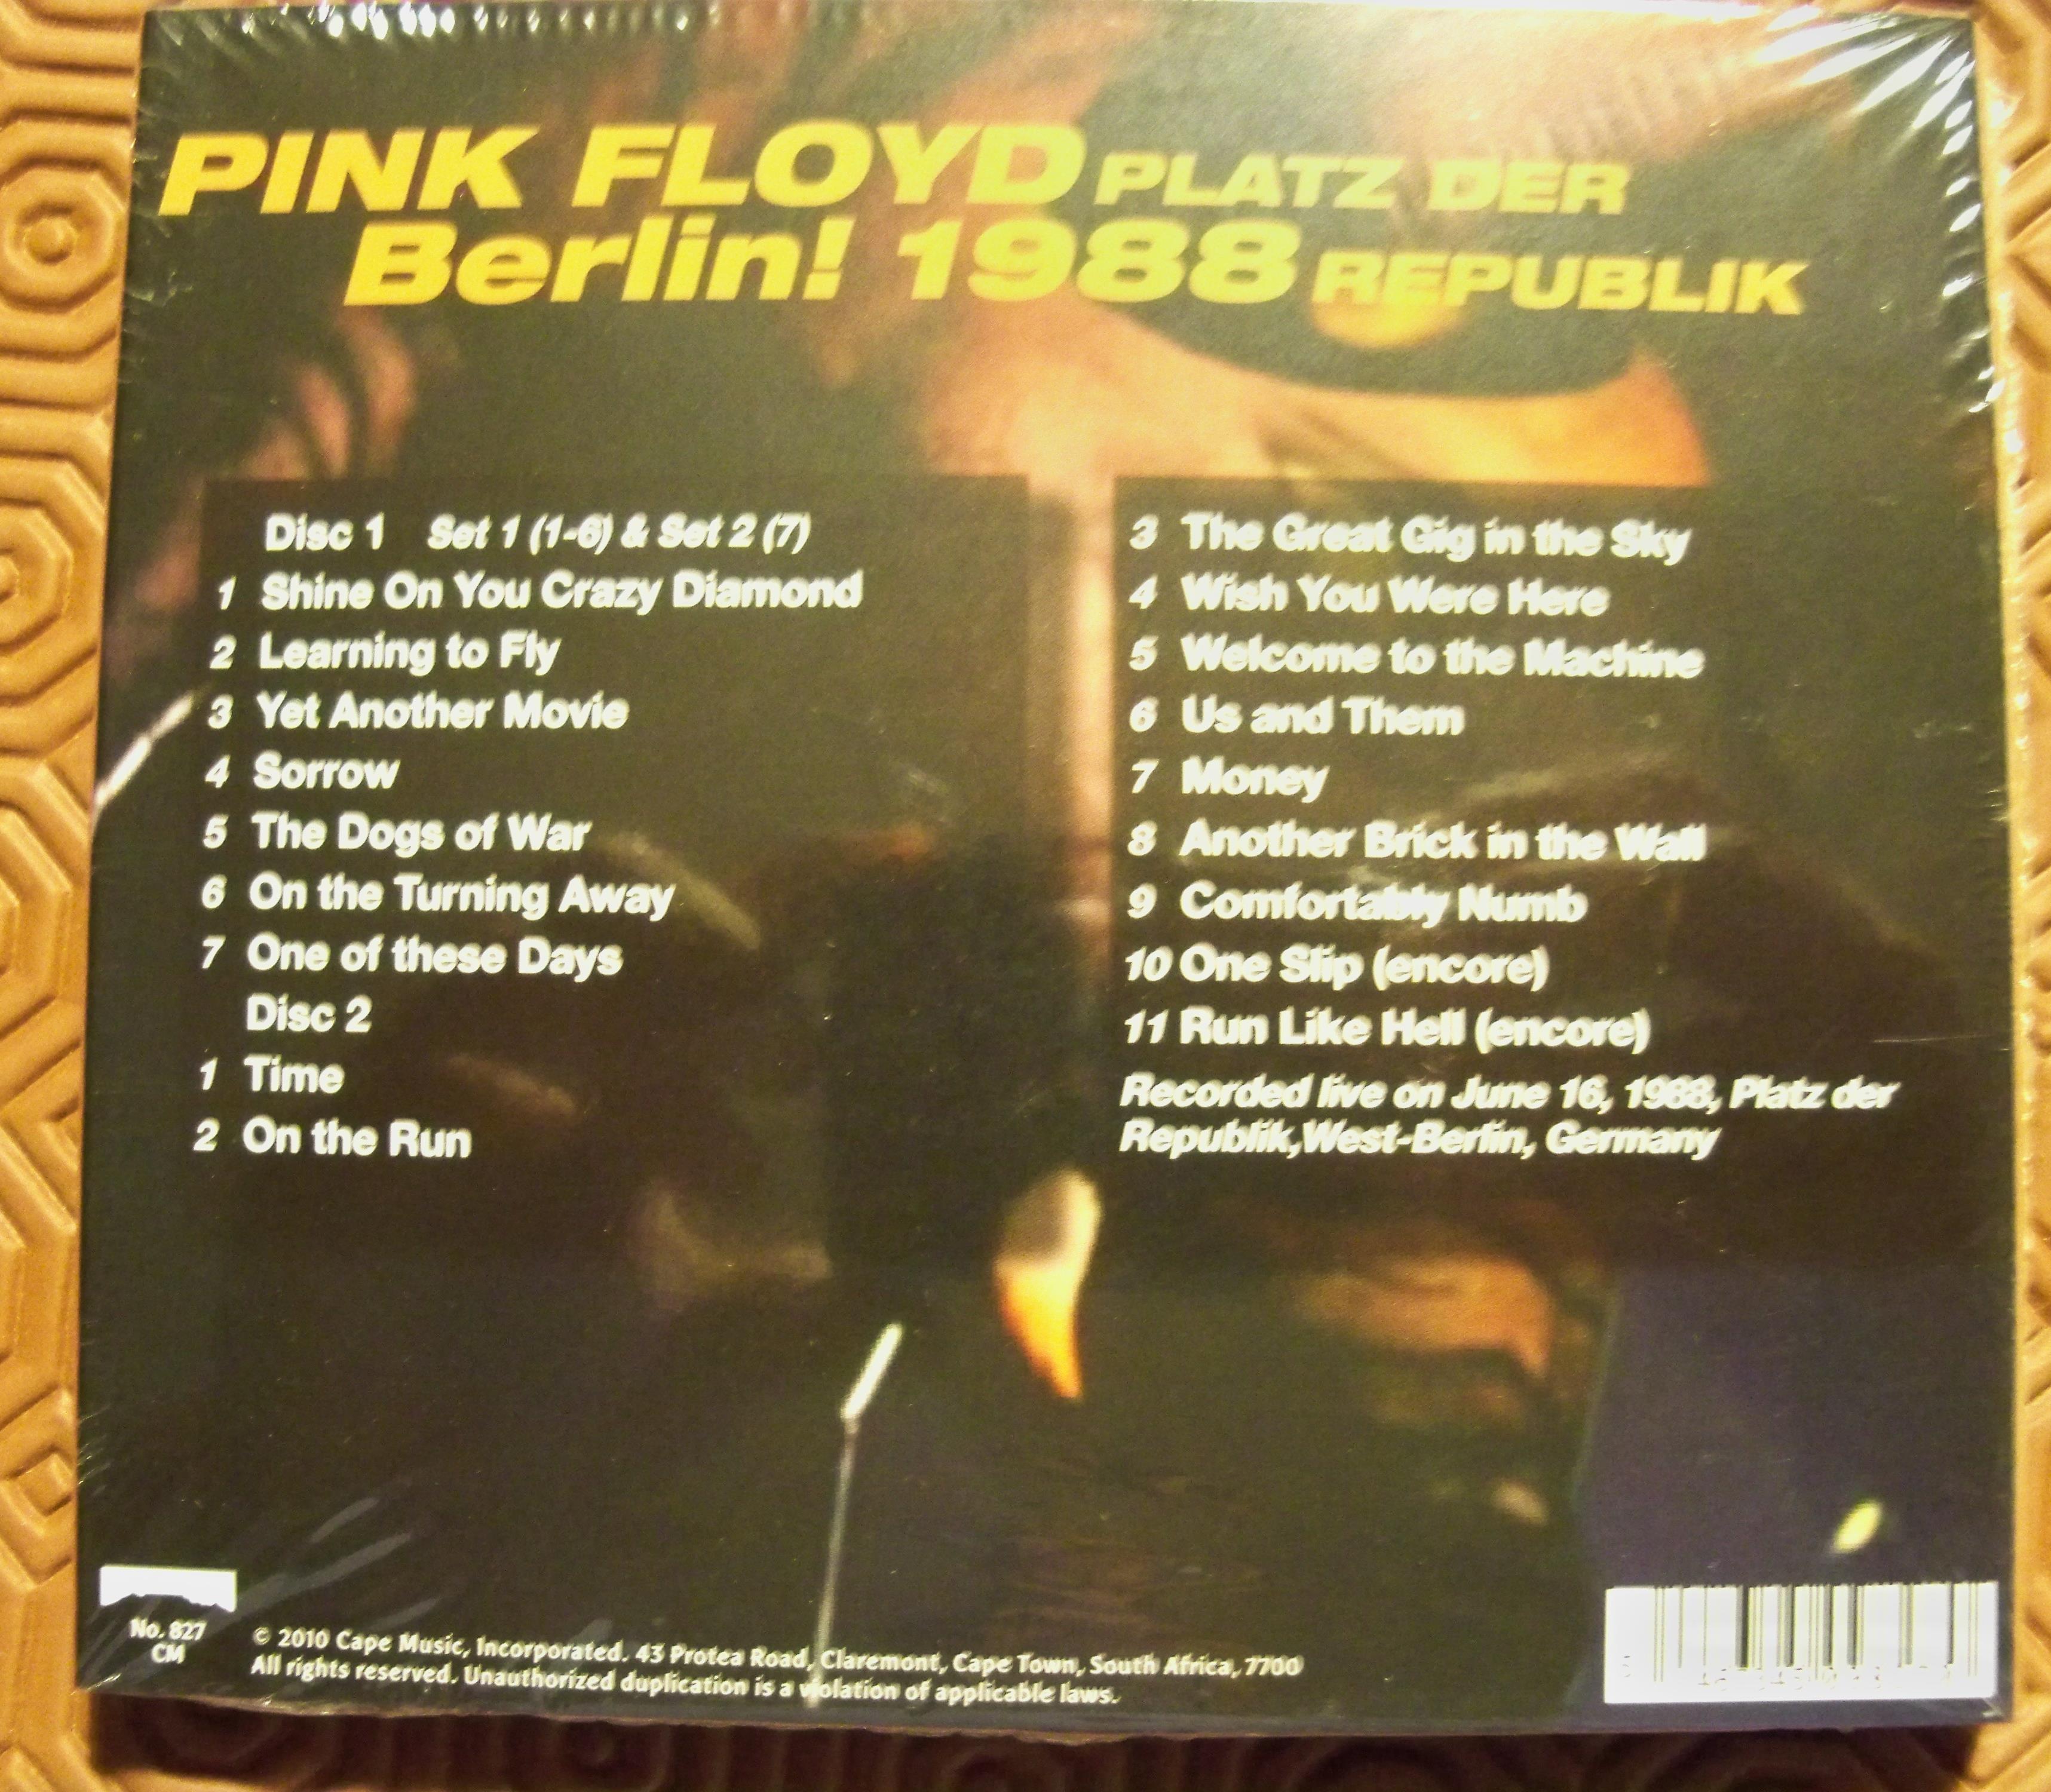 PINK FLOYD PLATZ DER
Berlin! 1988 REPUBLIK
Disc 1 Set 1 (1-6) & Set 2 (7)
1 Shine On You Crazy Diamond
2 Learning to Fly
3 Yet Another Movie
4 Sorrow
5 The Dogs of War
6 On the Turning Away
7 One of these Days
Disc 2
1 Time
2 On the Run
3 The Great Gig in the Sky
4 Wish You Were Here
5 Welcome to the Machine
6 Us and Them
7 Money
8 Another Brick in the Wall
9 Comfortably Numb
10 One Slip (encore)
11 Run Like Hell (encore)
Recorded live on June 16, 1988, Platz der
Republik,West-Berlin, Germany
No. 827
CM
© 2010 Cape Music, Incorporated. 43 Protea Road, Claremont, Cape Town, South Africa, 7700
All rights reserved. Unauthorized duplication is a violation of applicable laws.